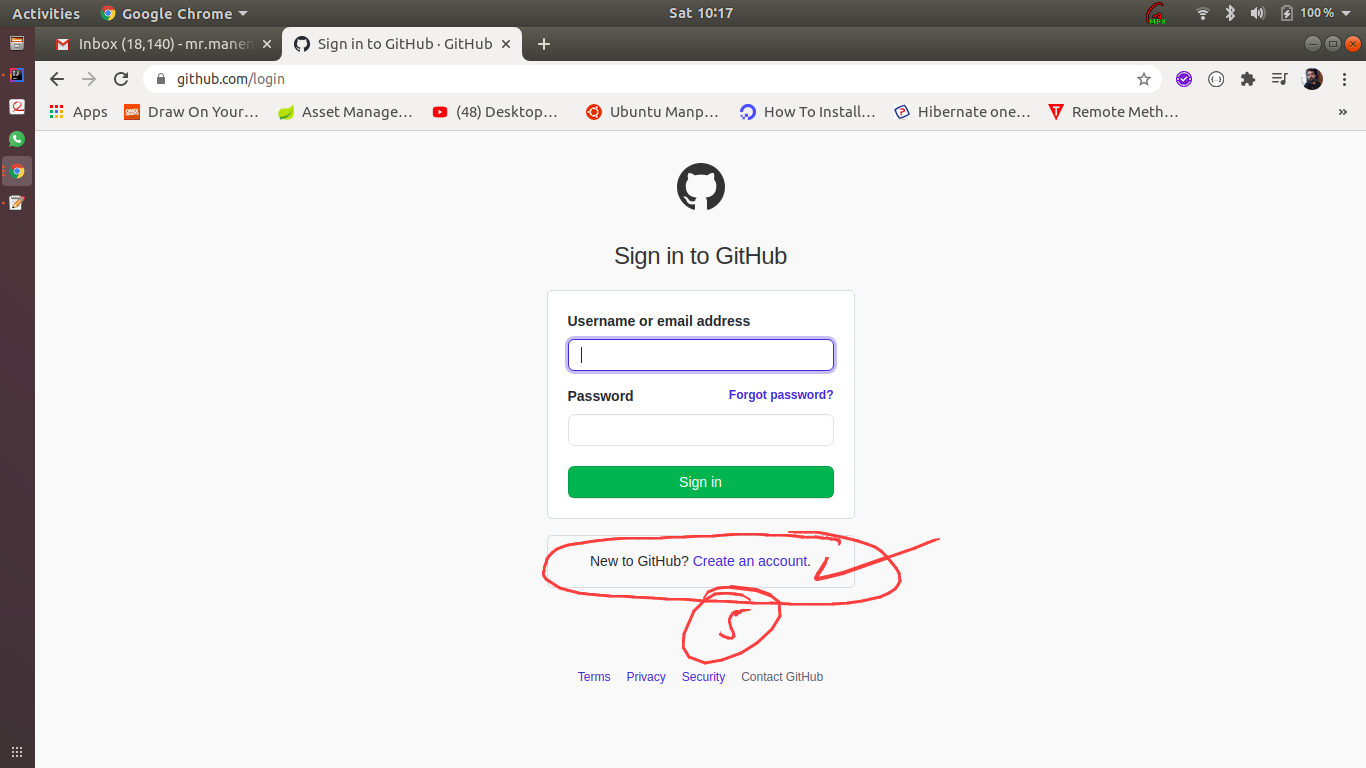 Activities Google Chrome Sat 10:17 MPX 100 %
Inbox (18,140) - mr.maner Sign in to GitHub · GitHub
github.com/login
Apps Draw On Your… Asset Manage… (48) Desktop… Ubuntu Manp… How To Install… Hibernate one… Remote Meth… »
Sign in to GitHub
Username or email address
Password Forgot password?
Sign in
New to GitHub? Create an account.
5
Terms Privacy Security Contact GitHub